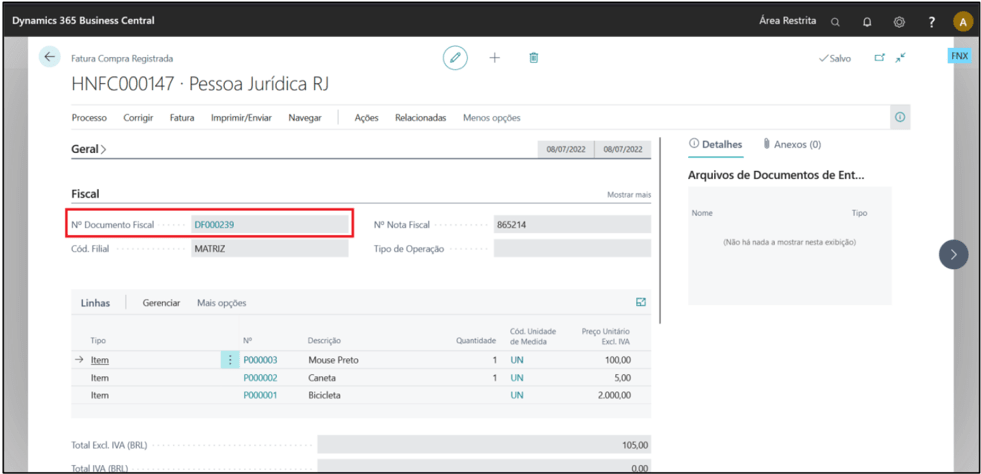 Dynamics 365 Business Central
Área Restrita
?
A
Fatura Compra Registrada
Salvo
FNX
HNFC000147 · Pessoa Jurídica RJ
Processo Corrigir Fatura Imprimir/Enviar Navegar Ações Relacionadas Menos opções
Geral
08/07/2022 08/07/2022
Detalhes Anexos (0)
Arquivos de Documentos de Ent...
Fiscal
Mostrar mais
Nome Tipo
Nº Documento Fiscal DF000239 Nº Nota Fiscal 865214
(Não há nada a mostrar nesta exibição)
Cód. Filial MATRIZ Tipo de Operação
Linhas Gerenciar Mais opções
Tipo Nº Descrição Quantidade Cód. Unidade de Medida Preço Unitário Excl. IVA
Item P000003 Mouse Preto 1 UN 100,00
Item P000002 Caneta 1 UN 5,00
Item P000001 Bicicleta UN 2.000,00
Total Excl. IVA (BRL) 105,00
Total IVA (BRL) 0,00